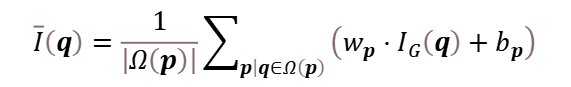 Ī(𝒒) = 1/|Ω(𝒑)| ∑_{𝒑|𝒒∈Ω(𝒑)} (w_𝒑 · I_G(𝒒) + b_𝒑)